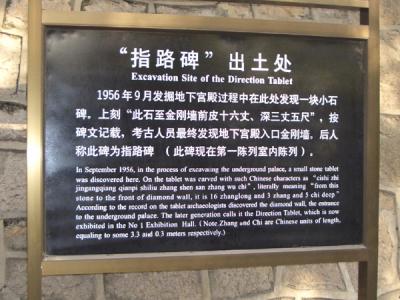 “指路碑”出土处
Excavation Site of the Direction Tablet
1956年9月发掘地下宫殿过程中在此处发现一块小石
碑。上刻“此石至金刚墙前皮十六丈、深三丈五尺”，按
碑文记载，考古人员最终发现地下宫殿入口金刚墙。后人
称此碑为指路碑 （此碑现在第一陈列室内陈列）。
In September 1956, in the process of excavaing the underground palace, a small stone tablet
was discovered here. On the tablet was carved with such Chinese characters as "cishi zhi
jingangqiang qianpi shiliu zhang shen san zhang wu chi", literally meaning "from this
stone to the front of diamond wall, it is 16 zhanglong and 3 zhang and 5 chi deep"
According to the record on the tablet archaeologists discovered the diamond wall, the entrance
to the underground palace. The later generation calls it the Direction Tablet, which is now
exhibited in the No 1 Exhibition Hall. (Note.Zhang and Chi are Chinese units of length,
equaling to some 3.3 and 0.3 meters respectively.)